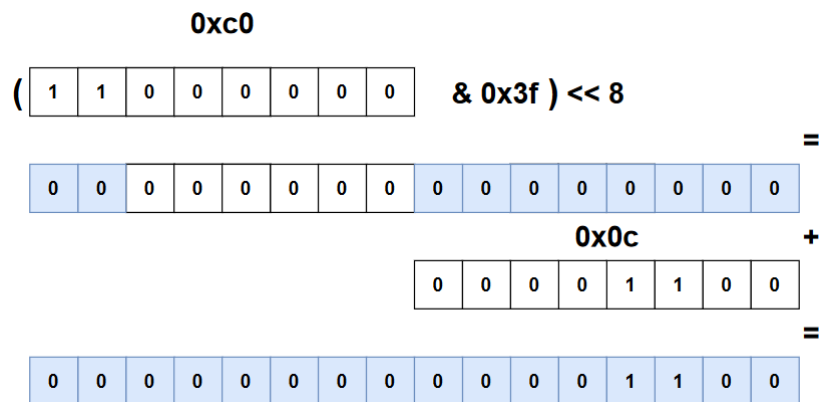 0xc0
( 1 1 0 0 0 0 0 0 & 0x3f ) << 8
=
0 0 0 0 0 0 0 0 0 0 0 0 0 0 0 0
0x0c +
0 0 0 0 1 1 0 0
=
0 0 0 0 0 0 0 0 0 0 0 0 1 1 0 0